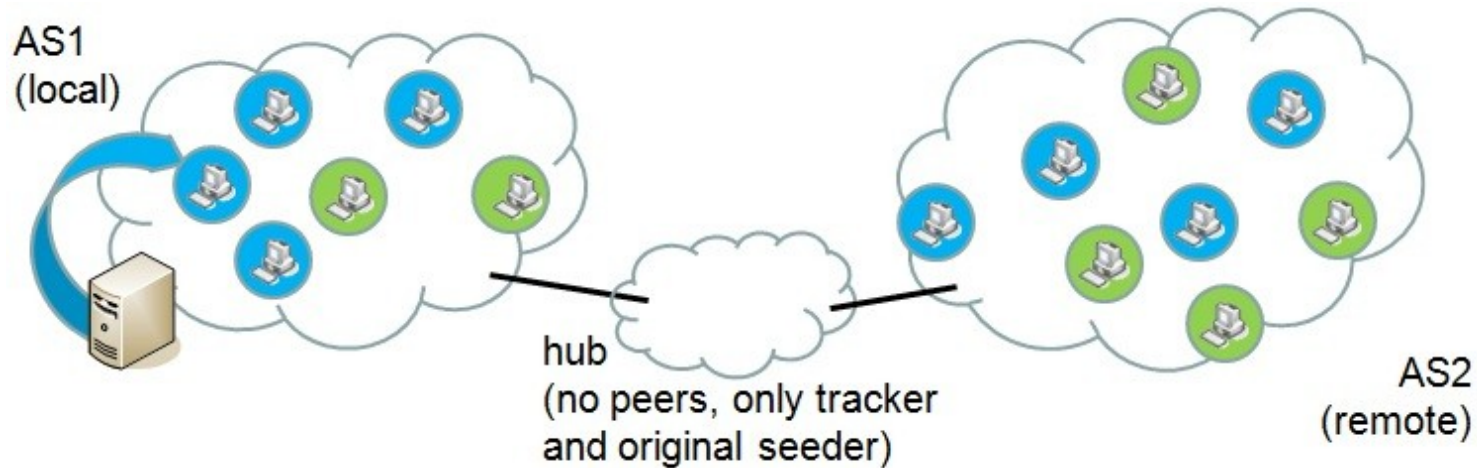 AS1
(local)
hub
(no peers, only tracker
and original seeder)
AS2
(remote)